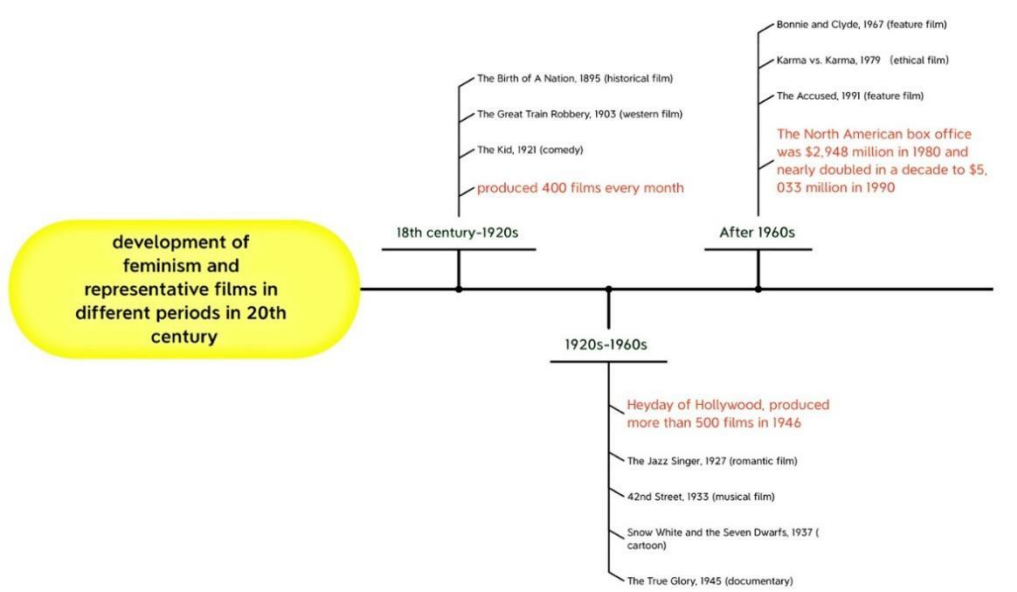 development of
feminism and
representative films in
different periods in 20th
century
The Birth of A Nation, 1895 (historical film)
The Great Train Robbery, 1903 (western film)
The Kid, 1921 (comedy)
produced 400 films every month
18th century-1920s
Heyday of Hollywood, produced
more than 500 films in 1946
The Jazz Singer, 1927 (romantic film)
42nd Street, 1933 (musical film)
Snow White and the Seven Dwarfs, 1937 (
cartoon)
The True Glory, 1945 (documentary)
1920s-1960s
Bonnie and Clyde, 1967 (feature film)
Karma vs. Karma, 1979 (ethical film)
The Accused, 1991 (feature film)
The North American box office
was $2,948 million in 1980 and
nearly doubled in a decade to $5,
033 million in 1990
After 1960s